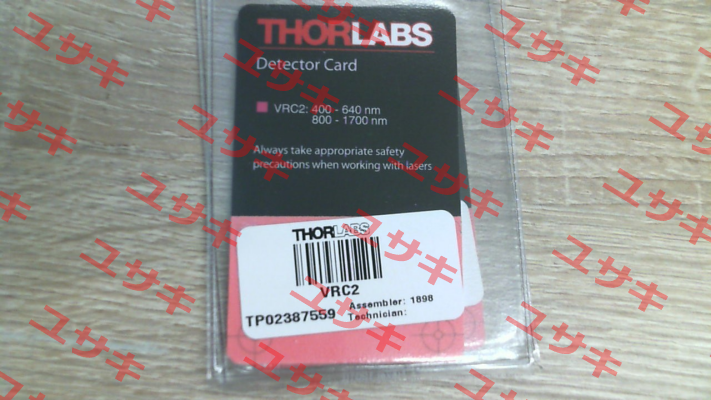 THORLABS
Detector Card
VRC2: 400 - 640 nm
800 - 1700 nm
Always take appropriate safety
precautions when working with lasers
THORLABS
VRC2
Assembler: 1898
TP02387559 Technician:
ユサキ